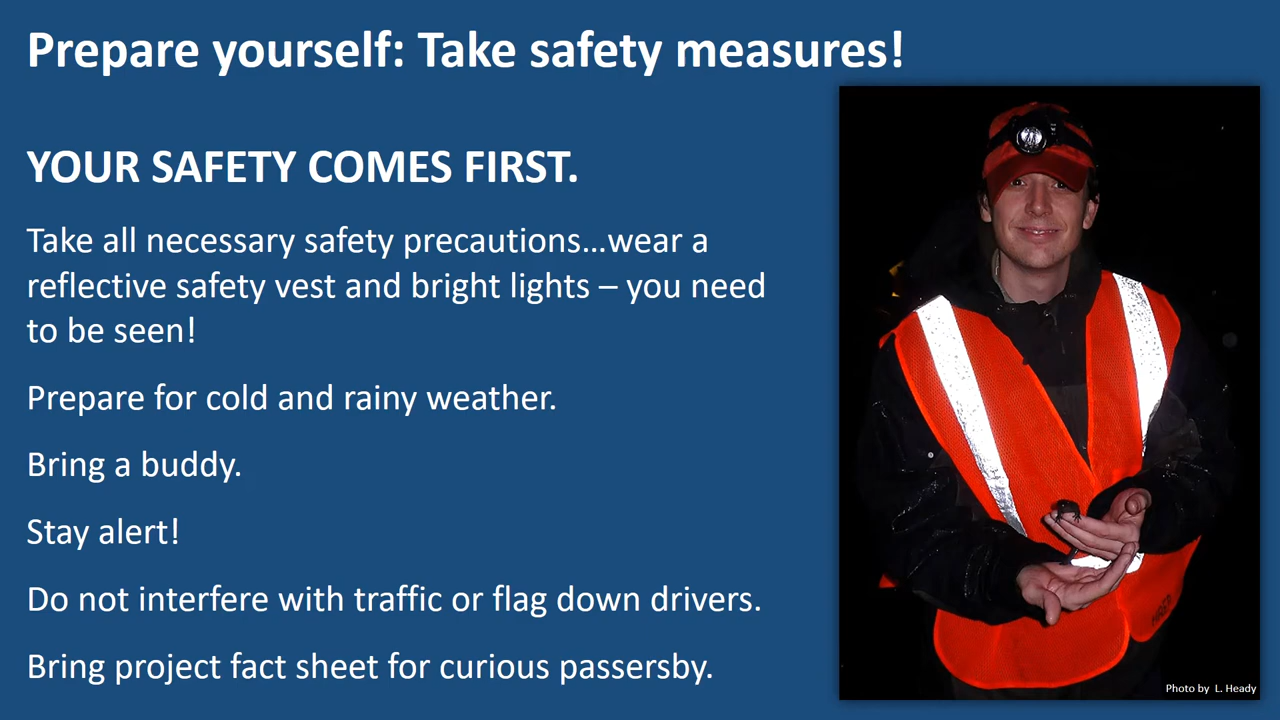 Prepare yourself: Take safety measures!
YOUR SAFETY COMES FIRST.
Take all necessary safety precautions…wear a
reflective safety vest and bright lights – you need
to be seen!
Prepare for cold and rainy weather.
Bring a buddy.
Stay alert!
Do not interfere with traffic or flag down drivers.
Bring project fact sheet for curious passersby.
Photo by L. Heady